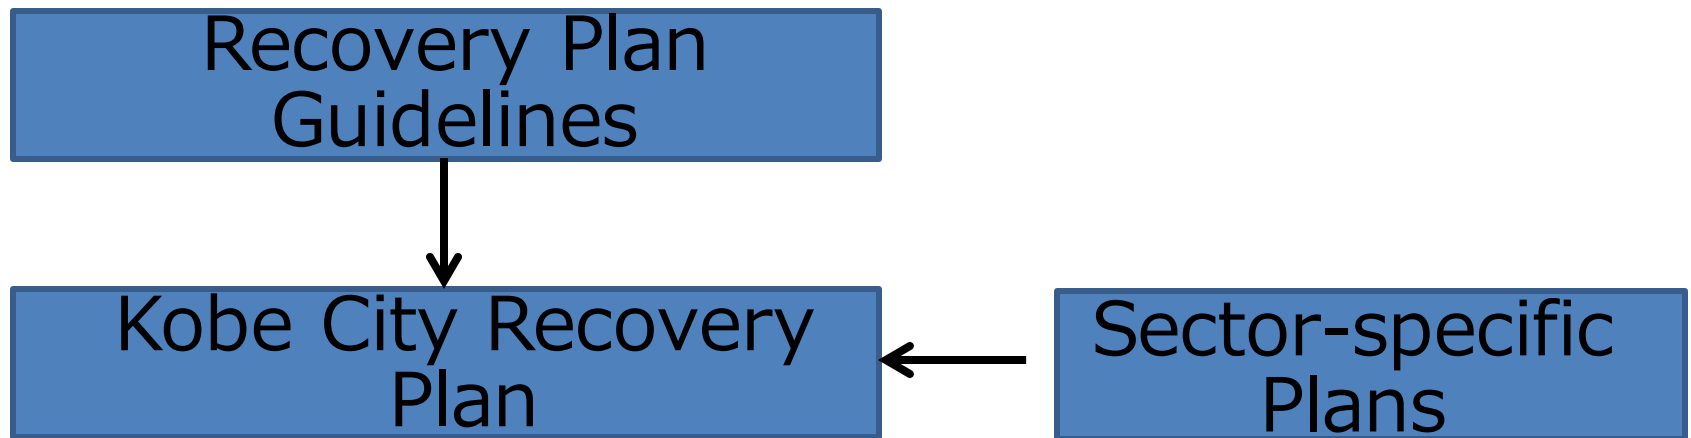 Recovery Plan
Guidelines
Kobe City Recovery
Plan
Sector-specific
Plans